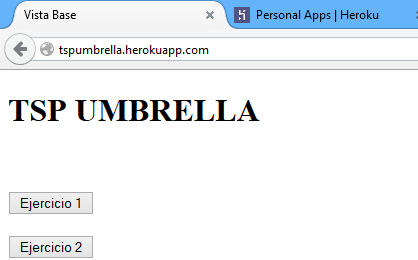 Vista Base
Personal Apps | Heroku
tspumbrella.herokuapp.com
TSP UMBRELLA
Ejercicio 1
Ejercicio 2